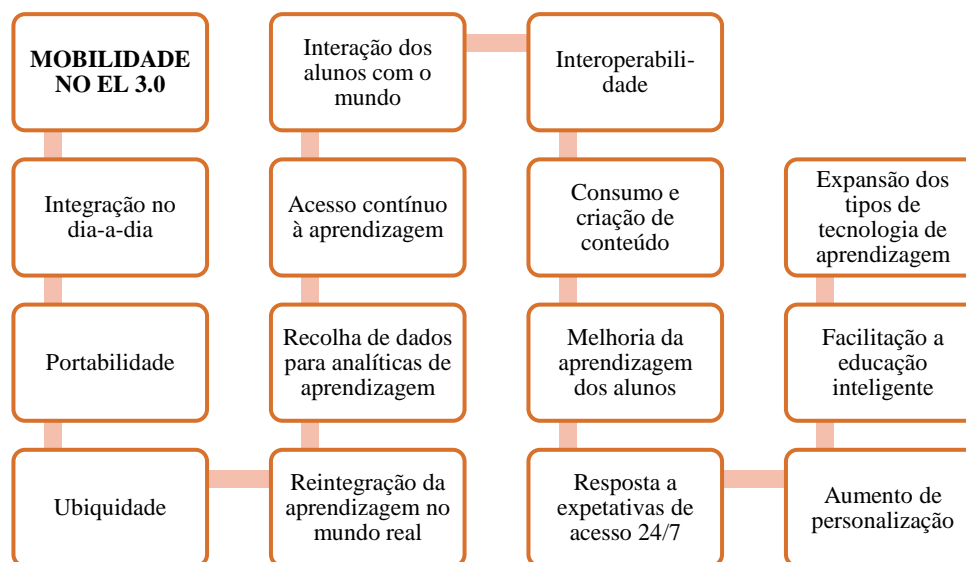 MOBILIDADE
NO EL 3.0
Integração no
dia-a-dia
Portabilidade
Ubiquidade
Reintegração da
aprendizagem no
mundo real
Recolha de dados
para analíticas de
aprendizagem
Acesso contínuo
à aprendizagem
Interação dos
alunos com o
mundo
Interoperabili-
dade
Consumo e
criação de
conteúdo
Melhoria da
aprendizagem
dos alunos
Resposta a
expetativas de
acesso 24/7
Aumento de
personalização
Facilitação a
educação
inteligente
Expansão dos
tipos de
tecnologia de
aprendizagem